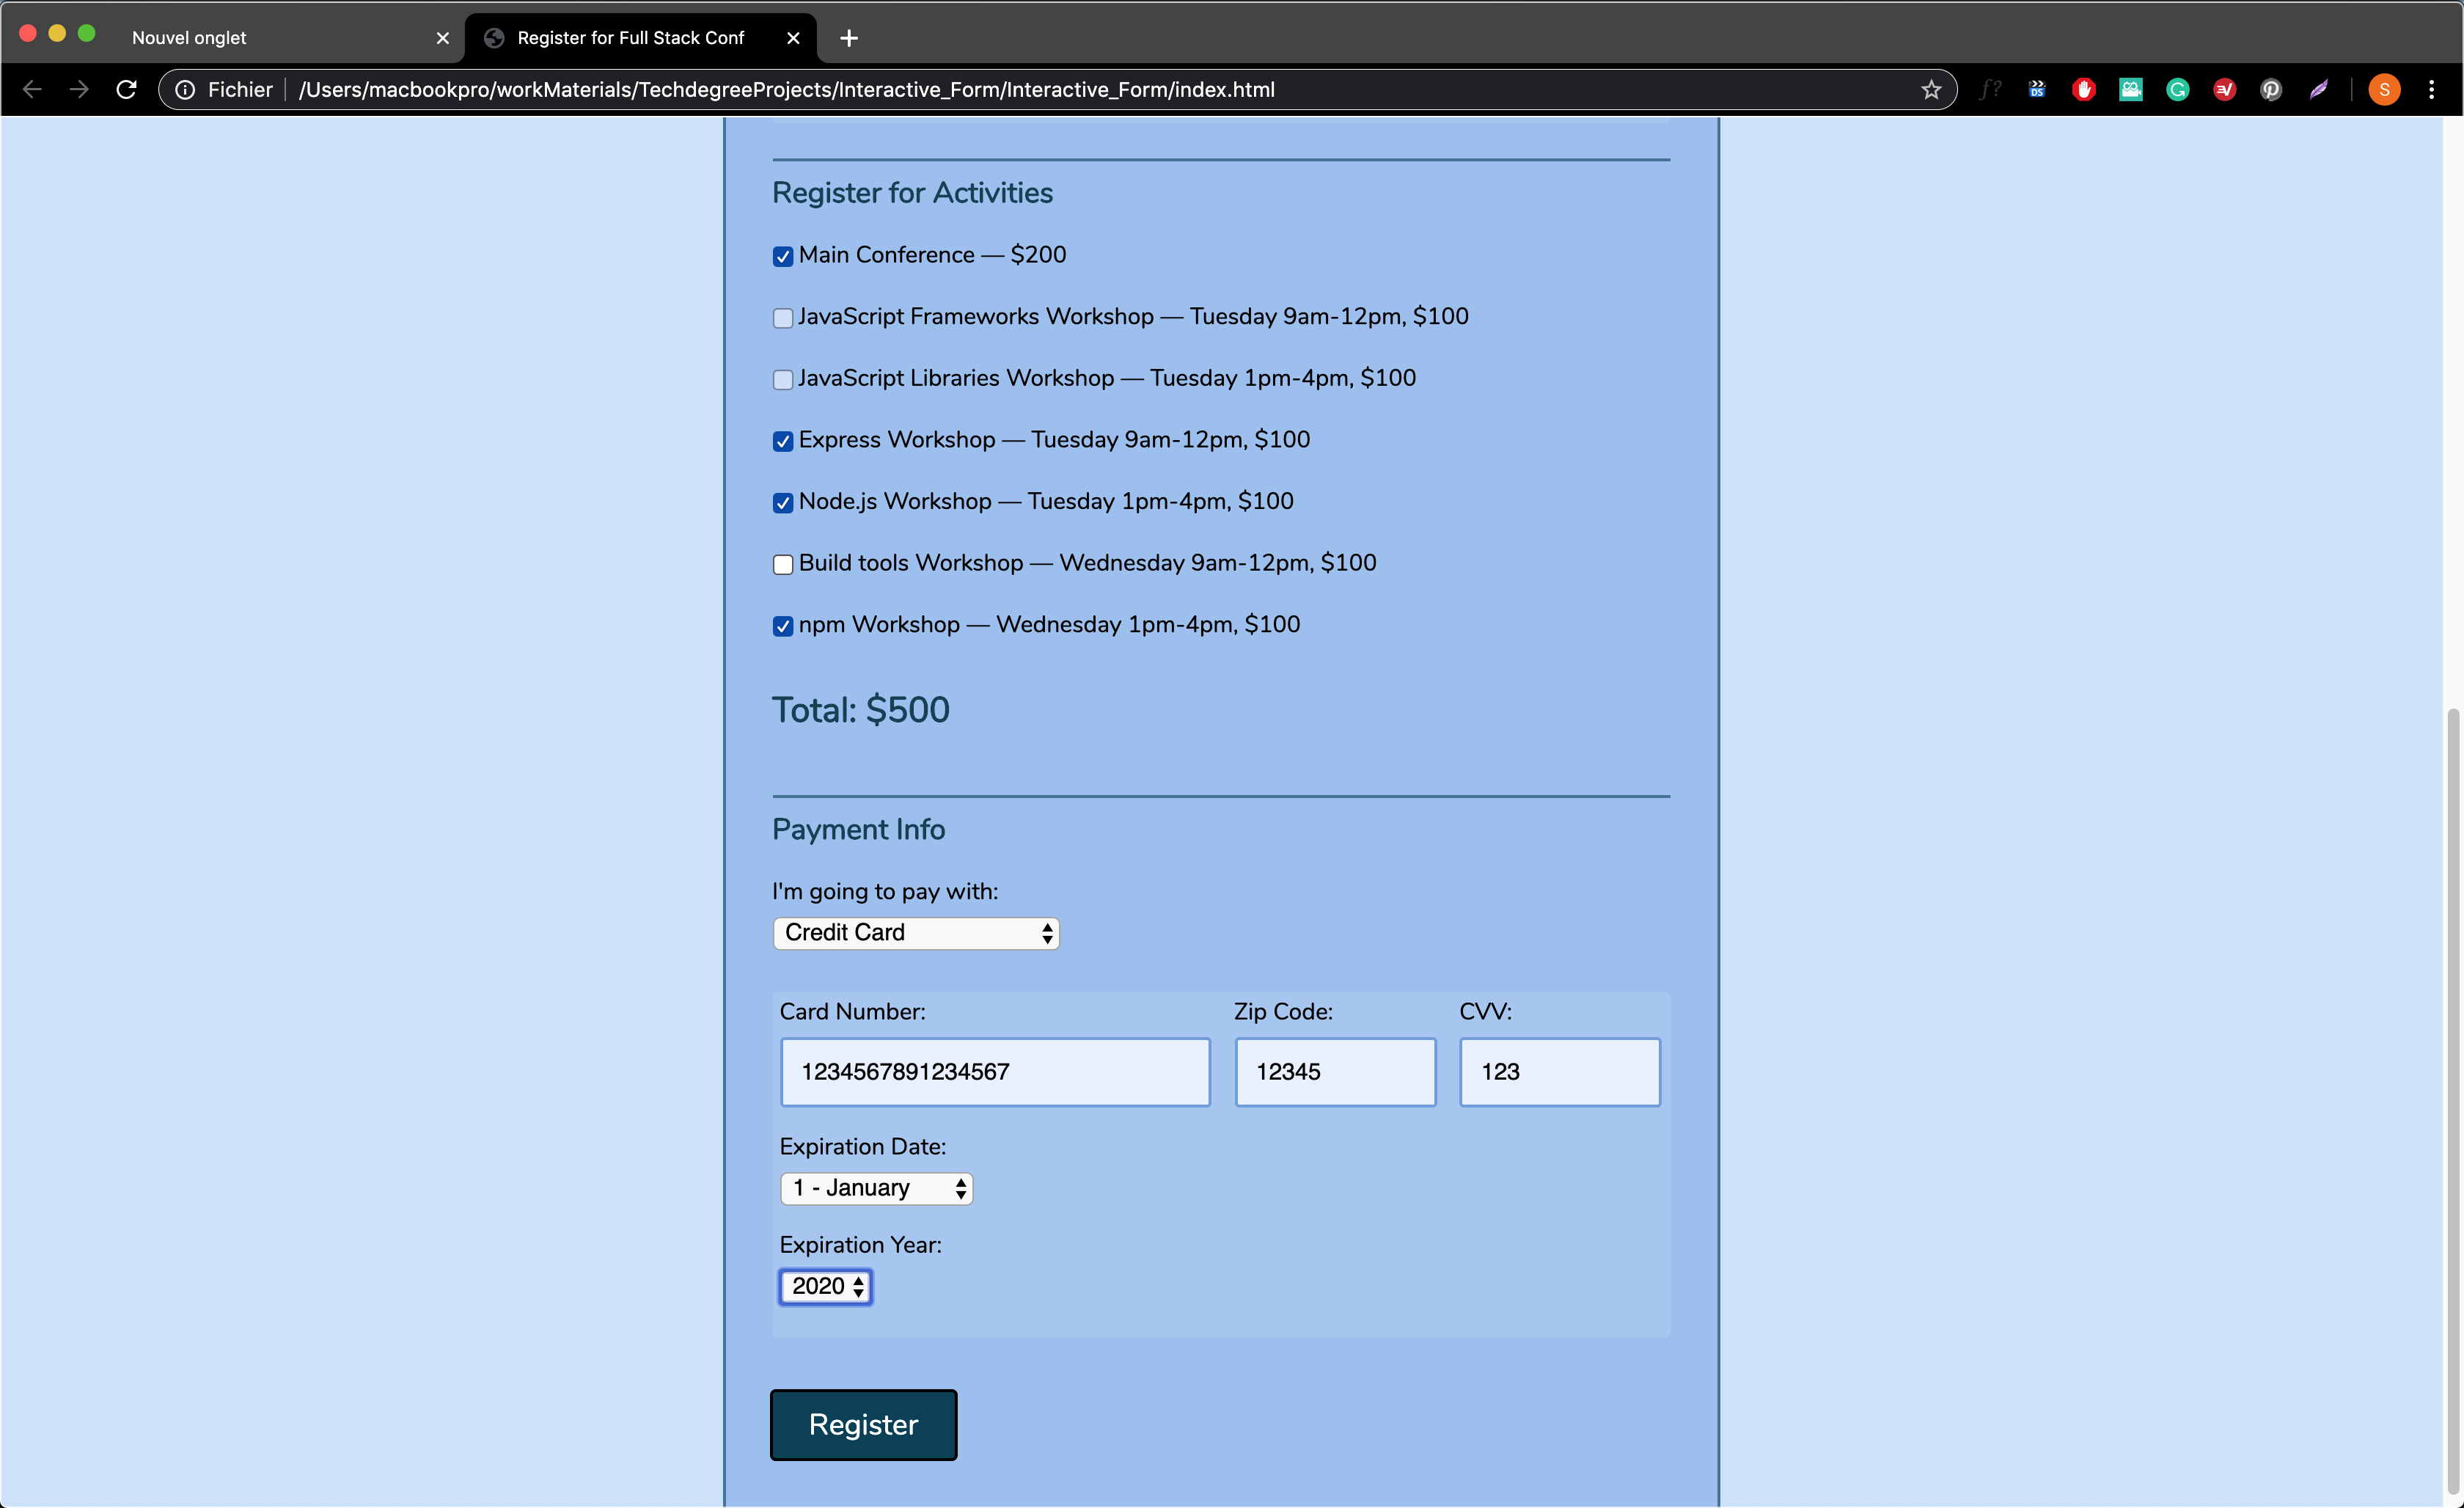 Nouvel onglet
Register for Full Stack Conf
Fichier /Users/macbookpro/workMaterials/TechdegreeProjects/Interactive_Form/Interactive_Form/index.html
f?
DS
S
Register for Activities
Main Conference — $200
JavaScript Frameworks Workshop — Tuesday 9am-12pm, $100
JavaScript Libraries Workshop — Tuesday 1pm-4pm, $100
Express Workshop — Tuesday 9am-12pm, $100
Node.js Workshop — Tuesday 1pm-4pm, $100
Build tools Workshop — Wednesday 9am-12pm, $100
npm Workshop — Wednesday 1pm-4pm, $100
Total: $500
Payment Info
I'm going to pay with:
Credit Card
Card Number: Zip Code: CVV:
1234567891234567 12345 123
Expiration Date:
1 - January
Expiration Year:
2020
Register